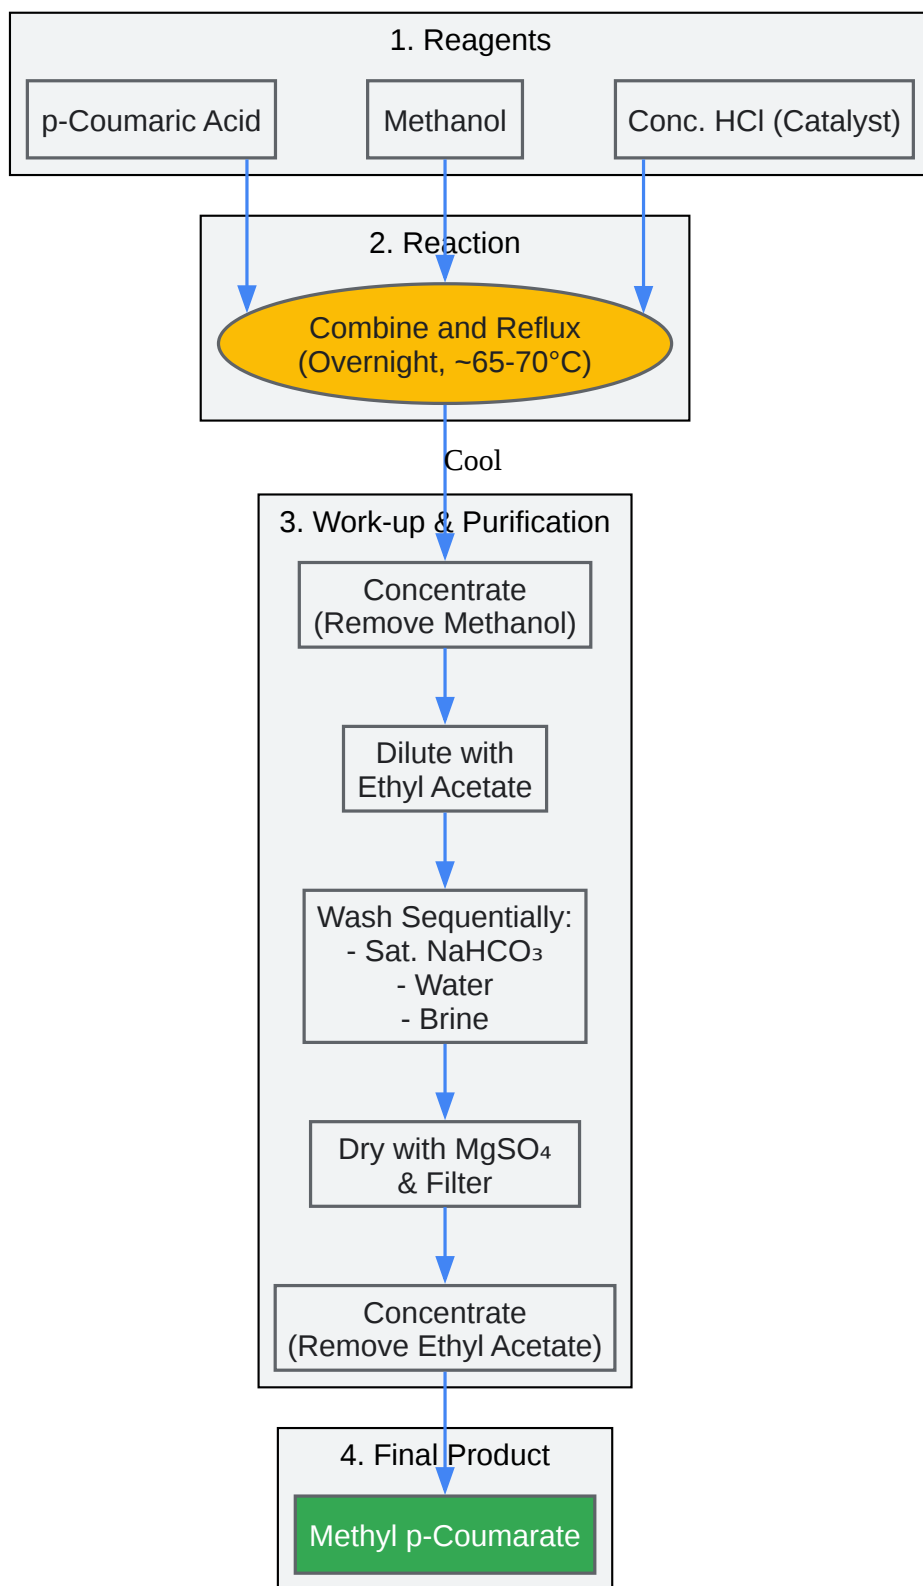 1. Reagents
p-Coumaric Acid
Methanol
Conc. HCl (Catalyst)
2. Reaction
Combine and Reflux
(Overnight, ~65-70°C)
Cool
3. Work-up & Purification
Concentrate
(Remove Methanol)
Dilute with
Ethyl Acetate
Wash Sequentially:
- Sat. NaHCO₃
- Water
- Brine
Dry with MgSO₄
& Filter
Concentrate
(Remove Ethyl Acetate)
4. Final Product
Methyl p-Coumarate